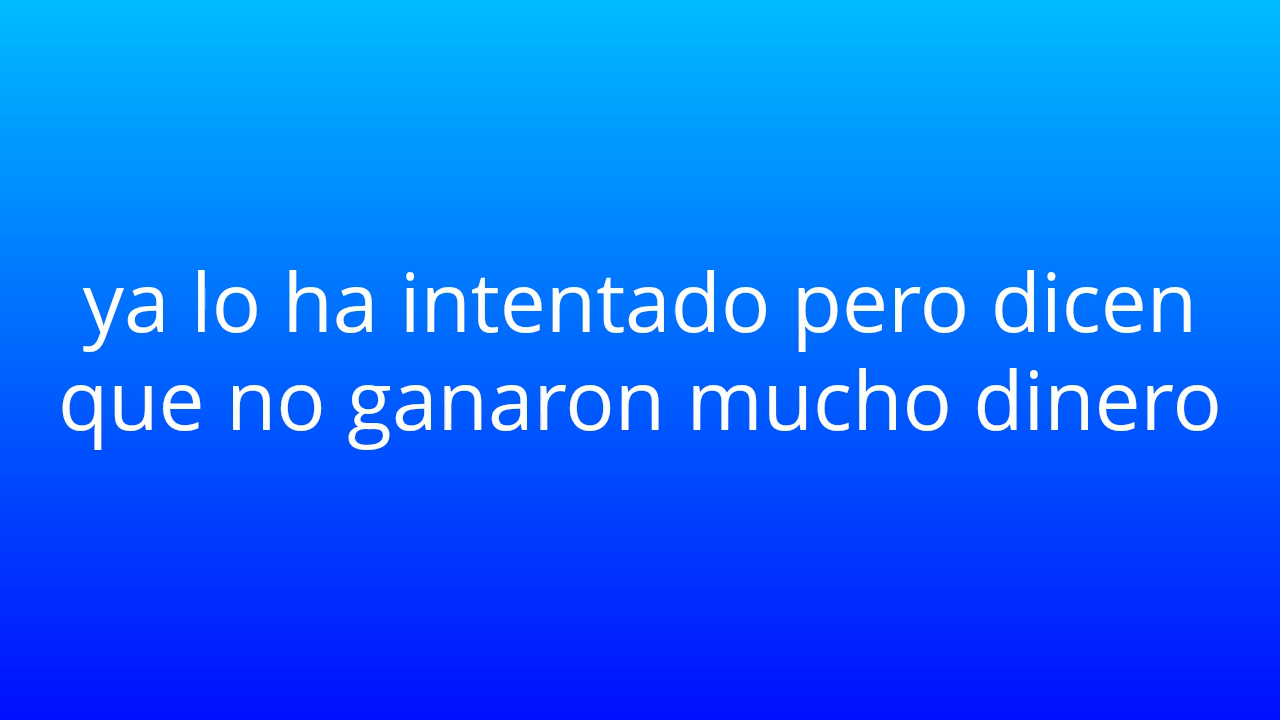 ya lo ha intentado pero dicen
que no ganaron mucho dinero